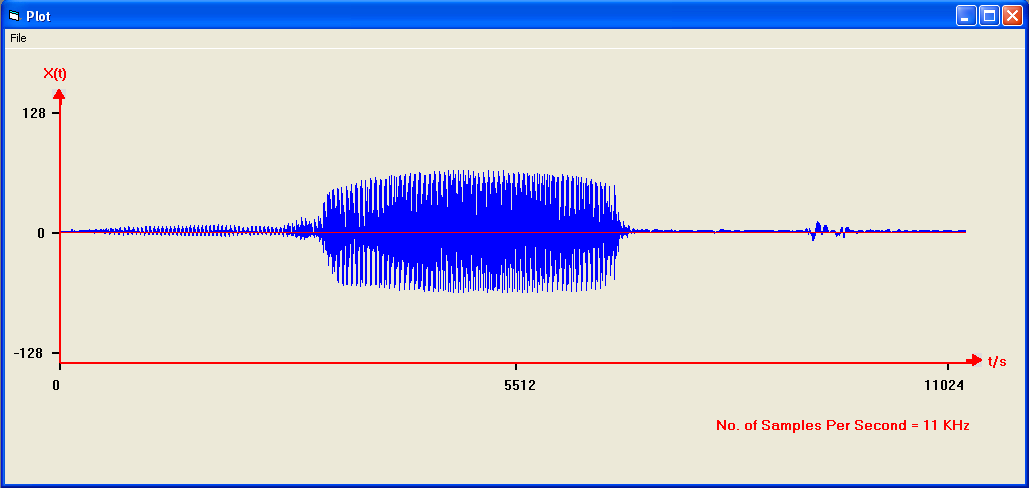 Plot
File
X(t)
128
0
-128
t/s
0 5512 11024
No. of Samples Per Second = 11 KHz